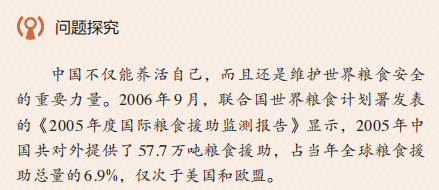 问题探究
中国不仅能养活自己，而且还是维护世界粮食安全
的重要力量。2006年9月，联合国世界粮食计划署发表
的《2005年度国际粮食援助监测报告》显示，2005年中
国共对外提供了57.7万吨粮食援助，占当年全球粮食援
助总量的6.9%，仅次于美国和欧盟。